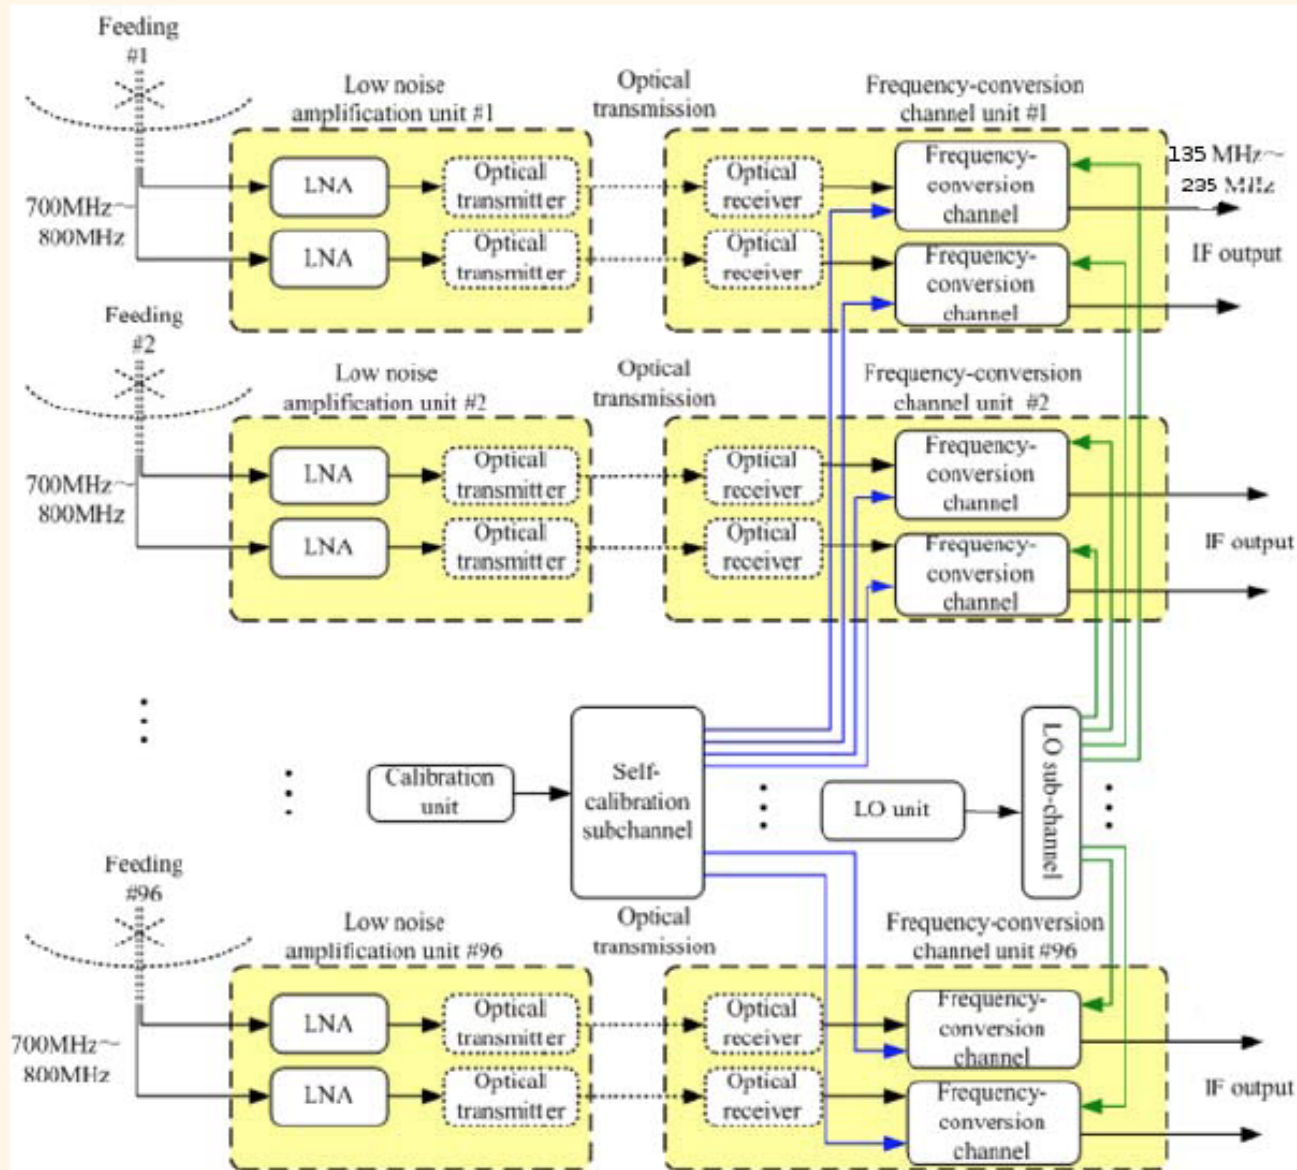 Feeding
#1
Low noise
amplification unit #1
Optical
transmission
Frequency-conversion
channel unit #1
700MHz～
800MHz
LNA
Optical
transmitter
Optical
receiver
Frequency-
conversion
channel
135 MHz～
235 MHz
LNA
Optical
transmitter
Optical
receiver
Frequency-
conversion
channel
IF output
Feeding
#2
Low noise
amplification unit #2
Optical
transmission
Frequency-conversion
channel unit #2
700MHz～
800MHz
LNA
Optical
transmitter
Optical
receiver
Frequency-
conversion
channel
LNA
Optical
transmitter
Optical
receiver
Frequency-
conversion
channel
IF output
Calibration
unit
Self-
calibration
subchannel
LO unit
LO sub-channel
Feeding
#96
Low noise
amplification unit #96
Optical
transmission
Frequency-conversion
channel unit #96
700MHz～
800MHz
LNA
Optical
transmitter
Optical
receiver
Frequency-
conversion
channel
LNA
Optical
transmitter
Optical
receiver
Frequency-
conversion
channel
IF output